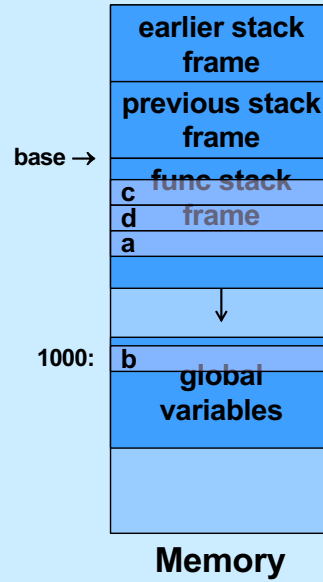 earlier stack
frame
previous stack
frame
base →
func stack
c
d
frame
a
1000:
b
global
variables
Memory